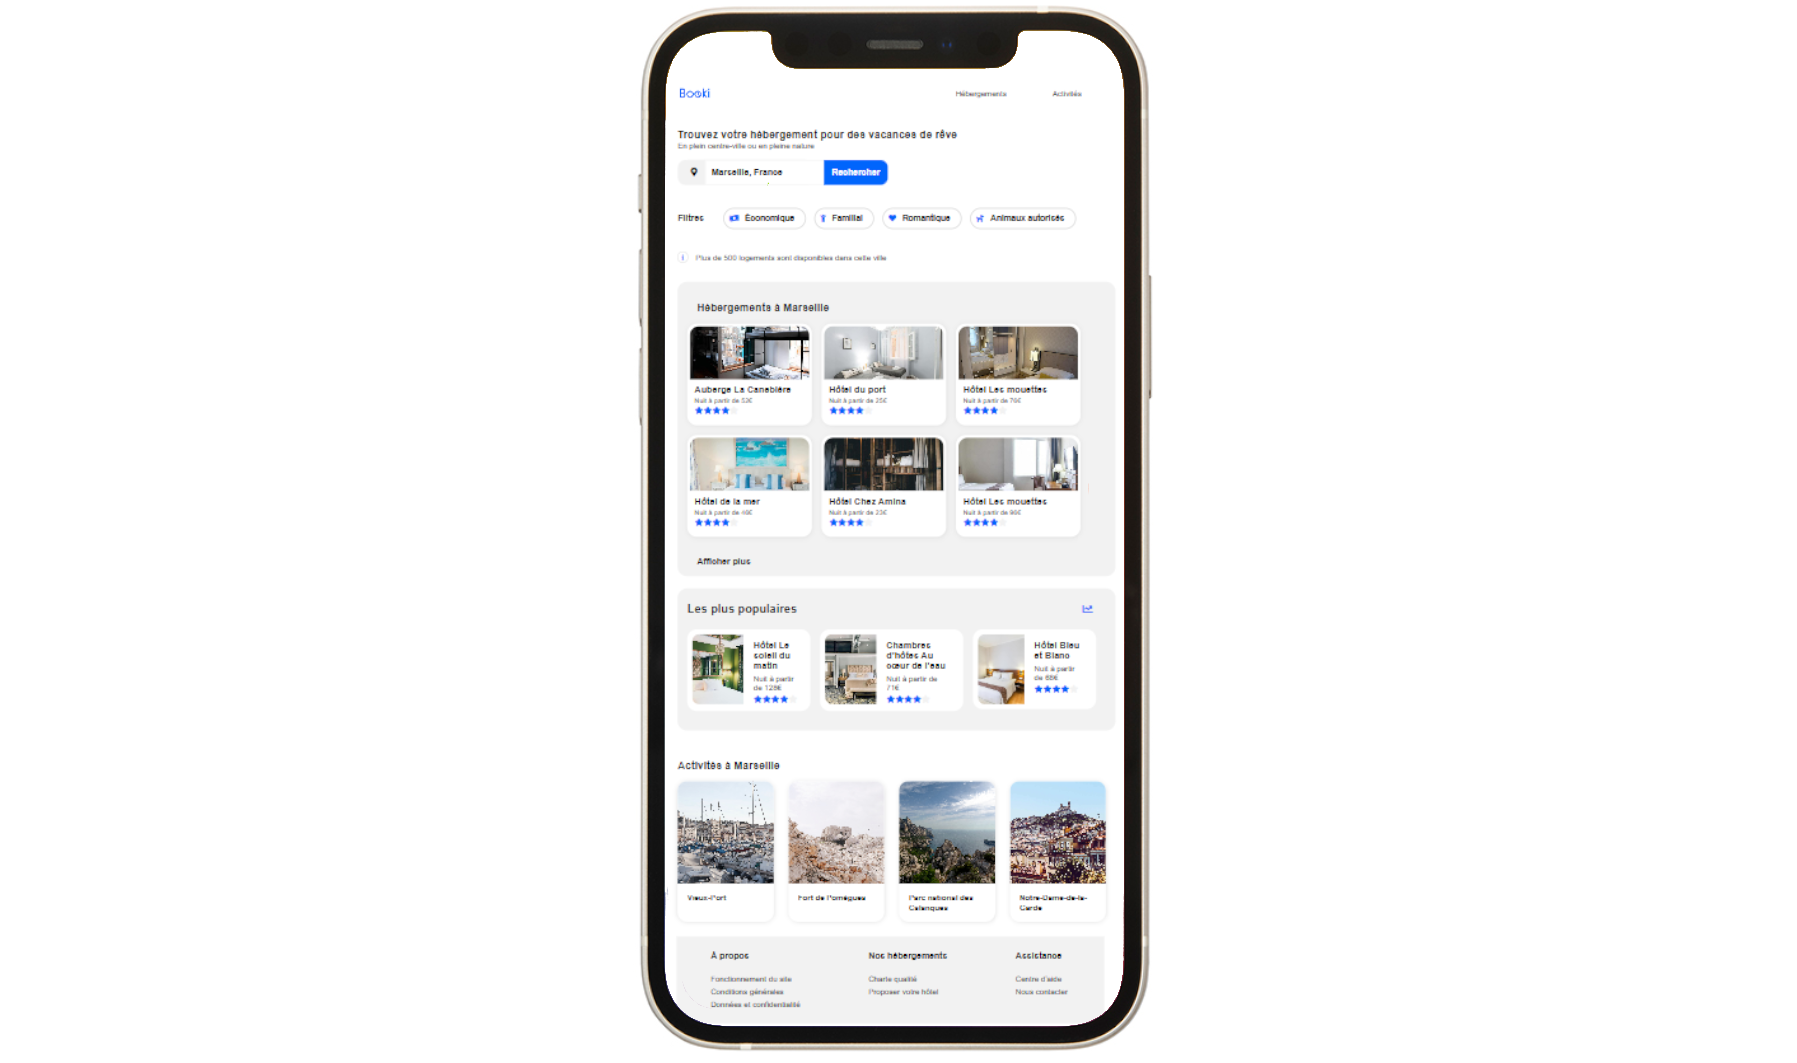 Booki
Hébergements
Activités
Trouvez votre hébergement pour des vacances de rêve
En plein centre-ville ou en pleine nature
Marseille, France
Rechercher
Filtres
Économique
Familial
Romantique
Animaux autorisés
Plus de 500 logements sont disponibles dans cette ville
Hébergements à Marseille
Auberge La Canebière
Nuit à partir de 52€
Hôtel du port
Nuit à partir de 25€
Hôtel Les mouettes
Nuit à partir de 76€
Hôtel de la mer
Nuit à partir de 46€
Hôtel Chez Amina
Nuit à partir de 23€
Hôtel Les mouettes
Nuit à partir de 96€
Afficher plus
Les plus populaires
Hôtel Le
soleil du
matin
Nuit à partir
de 128€
Chambres
d'hôtes Au
cœur de l'eau
Nuit à partir de
71€
Hôtel Bleu
et Blanc
Nuit à partir
de 68€
Activités à Marseille
Vieux-Port
Fort de Pomègues
Parc national des
Calanques
Notre-Dame-de-la-
Garde
À propos
Fonctionnement du site
Conditions générales
Données et confidentialité
Nos hébergements
Charte qualité
Proposer votre hôtel
Assistance
Centre d'aide
Nous contacter